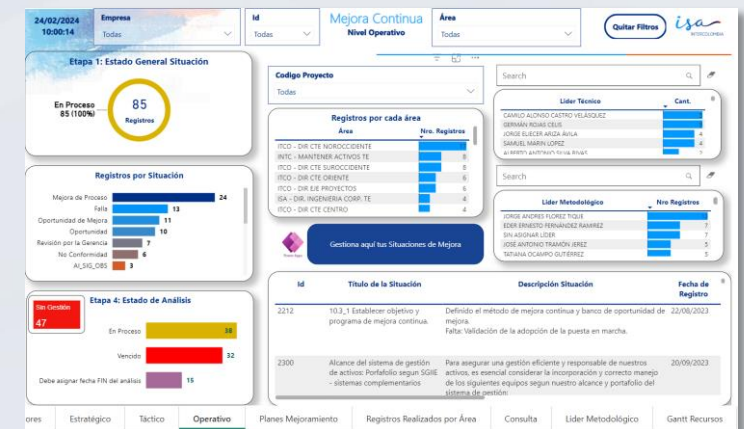 24/02/2024
10:00:14
Empresa
Todas
Id
Todas
Mejora Continua
Nivel Operativo
Área
Todas
Quitar Filtros
isa
INTERCOLOMBIA
Etapa 1: Estado General Situación
En Proceso
85 (100%)
85
Registros
Registros por Situación
Mejora de Proceso 24
Falla 13
Oportunidad de Mejora 11
Oportunidad 10
Revisión por la Gerencia 7
No Conformidad 6
AI_SIG_OBS 3
Sin Gestión
47
Etapa 4: Estado de Análisis
En Proceso 38
Vencido 32
Debe asignar fecha FIN del análisis 15
Codigo Proyecto
Todas
Registros por cada área
Área Nro. Registros
ITCO - DIR CTE NOROCCIDENTE
INTC - MANTENER ACTIVOS TE 8
ITCO - DIR CTE SUROCCIDENTE 8
ITCO - DIR CTE ORIENTE 6
ITCO - DIR EJE PROYECTOS 6
ISA - DIR. INGENIERIA CORP. TE 4
ITCO - DIR CTE CENTRO 4
Power Apps
Gestiona aquí tus Situaciones de Mejora
Search
Lider Técnico Cant.
CAMILO ALONSO CASTRO VELÁSQUEZ
GERMÁN ROJAS CELIS
JORGE ELIECER ARIZA ÁVILA 4
SAMUEL MARIN LOPEZ 4
ALBERTO ANTONIO SILVA RIVAS
Search
Lider Metodológico Nro Registros
JORGE ANDRES FLOREZ TIQUE
EDER ERNESTO FERNÁNDEZ RAMIREZ 7
SIN ASIGNAR LÍDER 7
JOSÉ ANTONIO TRAMÓN JEREZ 5
TATIANA OCAMPO GUTIÉRREZ 5
Id Título de la Situación Descripción Situación Fecha de Registro
2212 10.3_1 Establecer objetivo y programa de mejora continua. Definido el método de mejora continua y banco de oportunidad de mejora. 22/08/2023
Falta: Validación de la adopción de la puesta en marcha.
2300 Alcance del sistema de gestión de activos: Portafolio segun SGIIE - sistemas complementarios Para asegurar una gestión eficiente y responsable de nuestros activos, es esencial considerar la incorporación y correcto manejo de los siguientes equipos segun nuestro alcance y portafolio del sistema de gestión: 20/09/2023
ores Estratégico Táctico Operativo Planes Mejoramiento Registros Realizados por Área Consulta Lider Metodológico Gantt Recursos